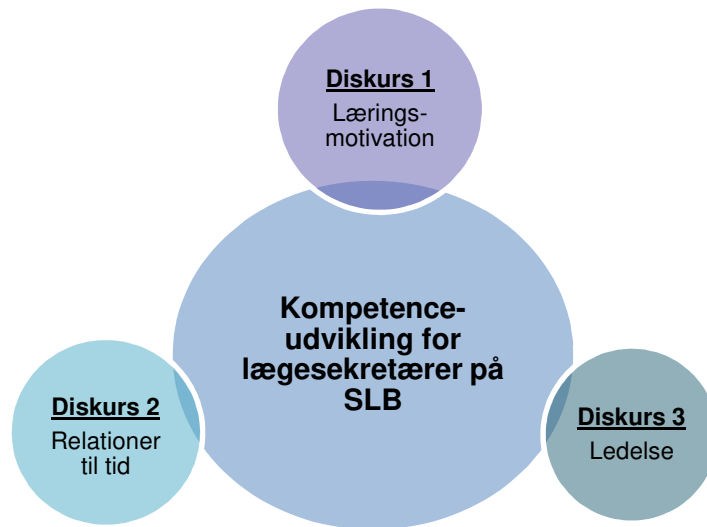 Diskurs 1
Lærings-
motivation
Kompetence-
udvikling for
lægesekretærer på
SLB
Diskurs 2
Relationer
til tid
Diskurs 3
Ledelse